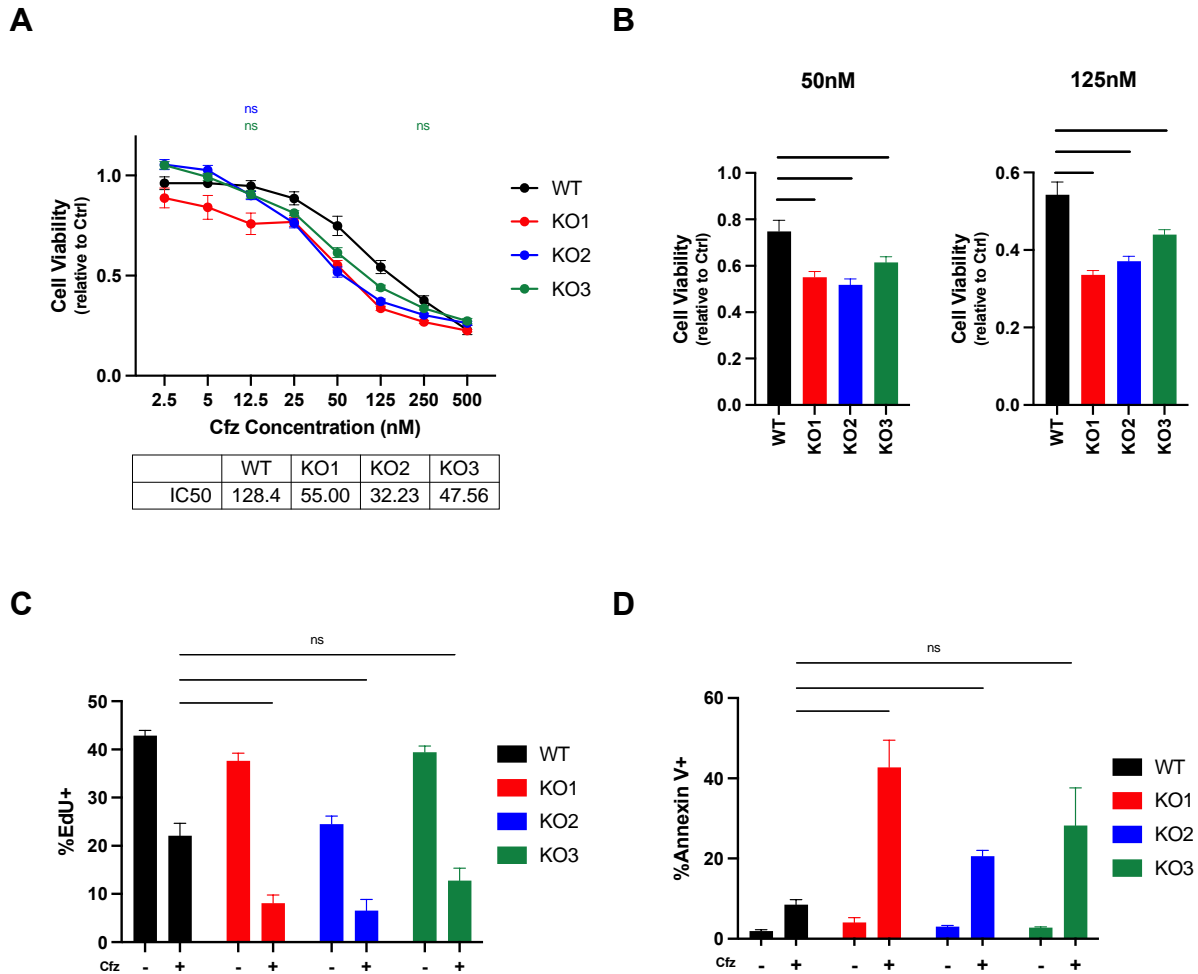 A
ns
ns
ns
1.0
0.5
0.0
Cell Viability
(relative to Ctrl)
2.5 5 12.5 25 50 125 250 500
Cfz Concentration (nM)
WT
KO1
KO2
KO3
WT KO1 KO2 KO3
IC50 128.4 55.00 32.23 47.56
B
50nM
1.0
0.8
0.6
0.4
0.2
0.0
Cell Viability
(relative to Ctrl)
WT
KO1
KO2
KO3
125nM
0.6
0.4
0.2
0.0
Cell Viability
(relative to Ctrl)
WT
KO1
KO2
KO3
C
ns
50
40
30
20
10
0
%EdU+
Cfz - + - + - + - +
WT
KO1
KO2
KO3
D
ns
60
40
20
0
%Annexin V+
Cfz - + - + - + - +
WT
KO1
KO2
KO3